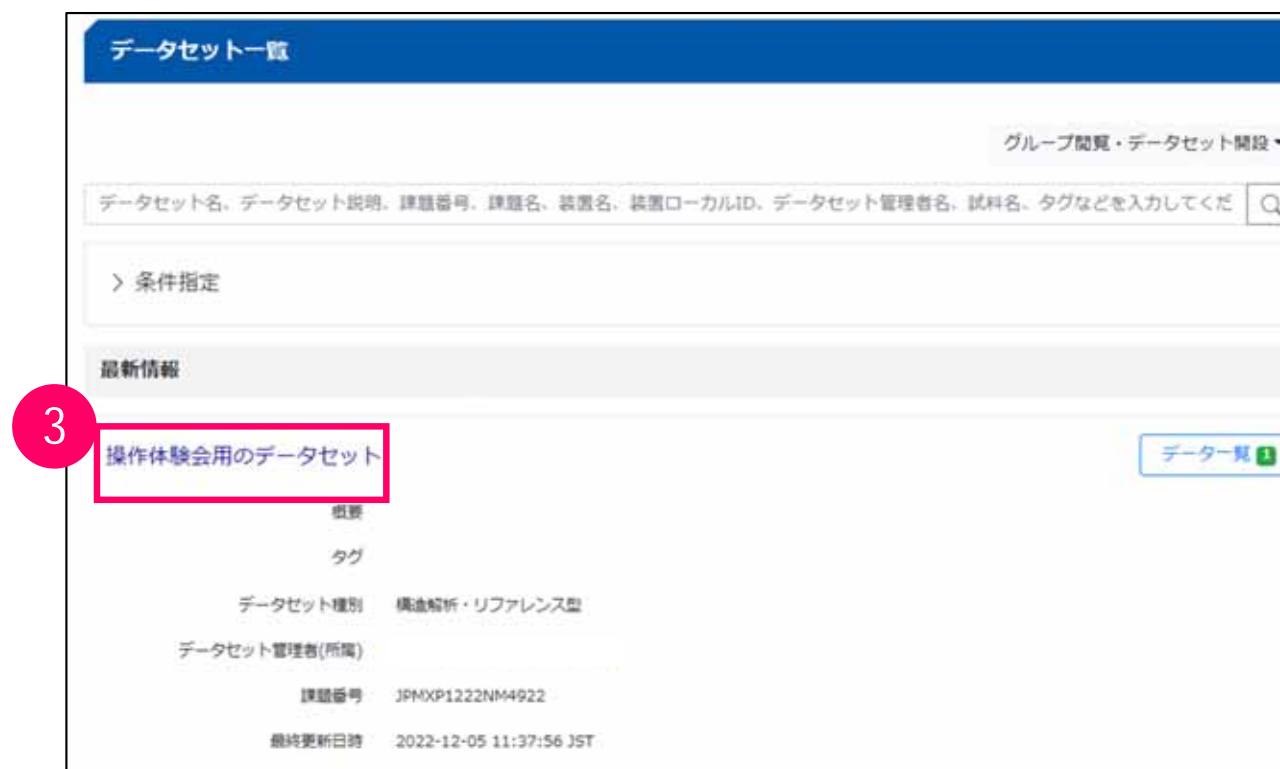 データセット一覧
グループ閲覧・データセット開設
データセット名、データセット説明、課題番号、課題名、装置名、装置ローカルID、データセット管理者名、試料名、タグなどを入力してくだ
> 条件指定
最新情報
3
操作体験会用のデータセット
データ一覧 1
概要
タグ
データセット種別 構造解析・リファレンス型
データセット管理者(所属)
課題番号 JPMXP1222NM4922
最終更新日時 2022-12-05 11:37:56 JST